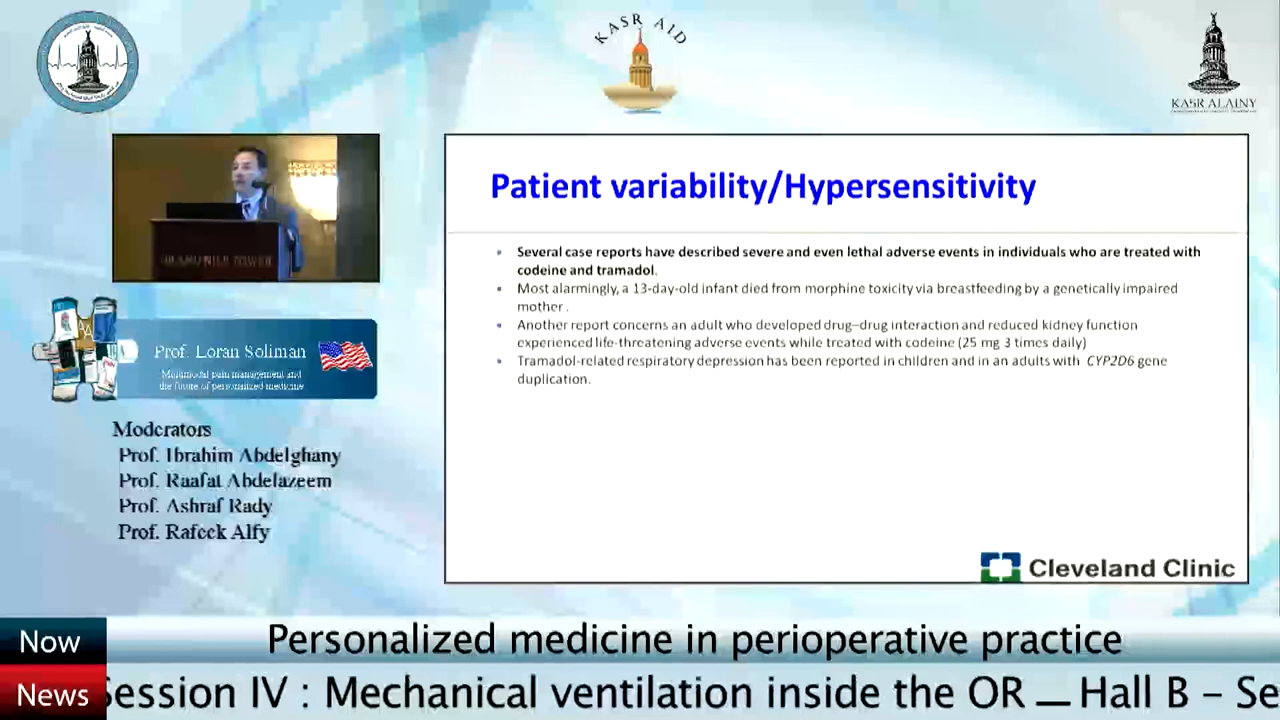 KASR AID
KASR ALAINY
Patient variability/Hypersensitivity
Several case reports have described severe and even lethal adverse events in individuals who are treated with
codeine and tramadol.
Most alarmingly, a 13-day-old infant died from morphine toxicity via breastfeeding by a genetically impaired
mother .
Another report concerns an adult who developed drug–drug interaction and reduced kidney function
experienced life-threatening adverse events while treated with codeine (25 mg 3 times daily)
Tramadol-related respiratory depression has been reported in children and in an adults with CYP2D6 gene
duplication.
Cleveland Clinic
Prof. Loran Soliman
Multimodal pain management and
the future of personalized medicine
Moderators
Prof. Ibrahim Abdelghany
Prof. Raafat Abdelazeem
Prof. Ashraf Rady
Prof. Rafeek Alfy
Now
Personalized medicine in perioperative practice
News
Session IV : Mechanical ventilation inside the OR — Hall B – Se